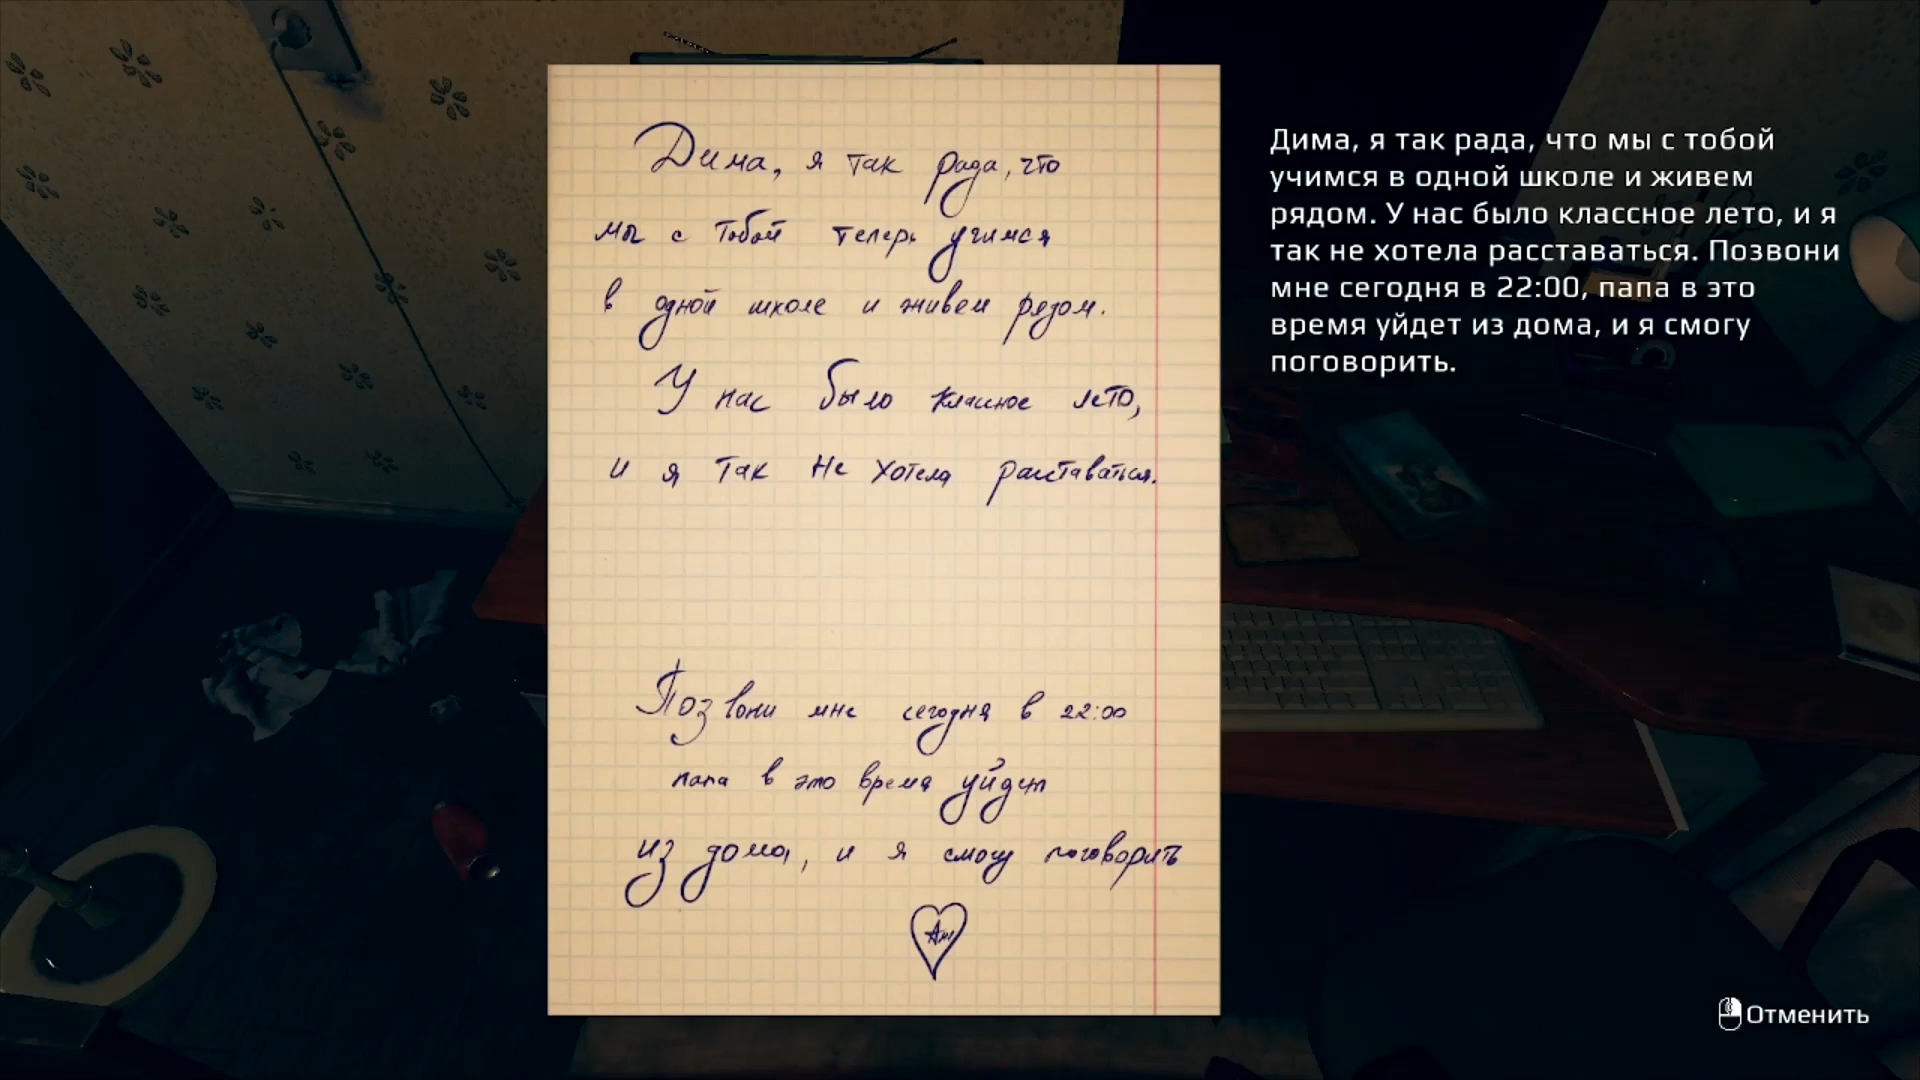 Дима, я так рада, что
мы с тобой теперь учимся
в одной школе и живем рядом.
У нас было классное лето,
и я так не хотела расставаться.
Позвони мне сегодня в 22:00
папа в это время уйдет
из дома, и я смогу поговорить
Дима, я так рада, что мы с тобой
учимся в одной школе и живем
рядом. У нас было классное лето, и я
так не хотела расставаться. Позвони
мне сегодня в 22:00, папа в это
время уйдет из дома, и я смогу
поговорить.
Отменить